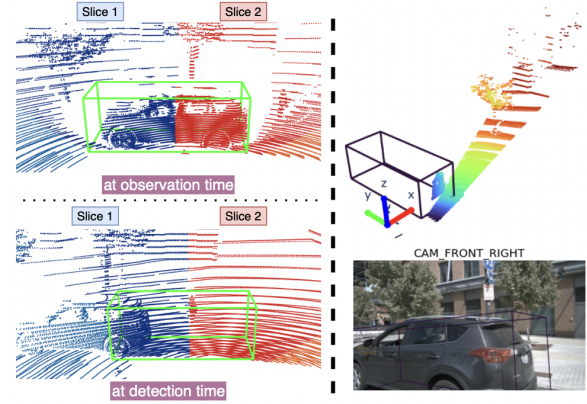 Slice 1
Slice 2
at observation time
Slice 1
Slice 2
at detection time
z
y
x
CAM_FRONT_RIGHT